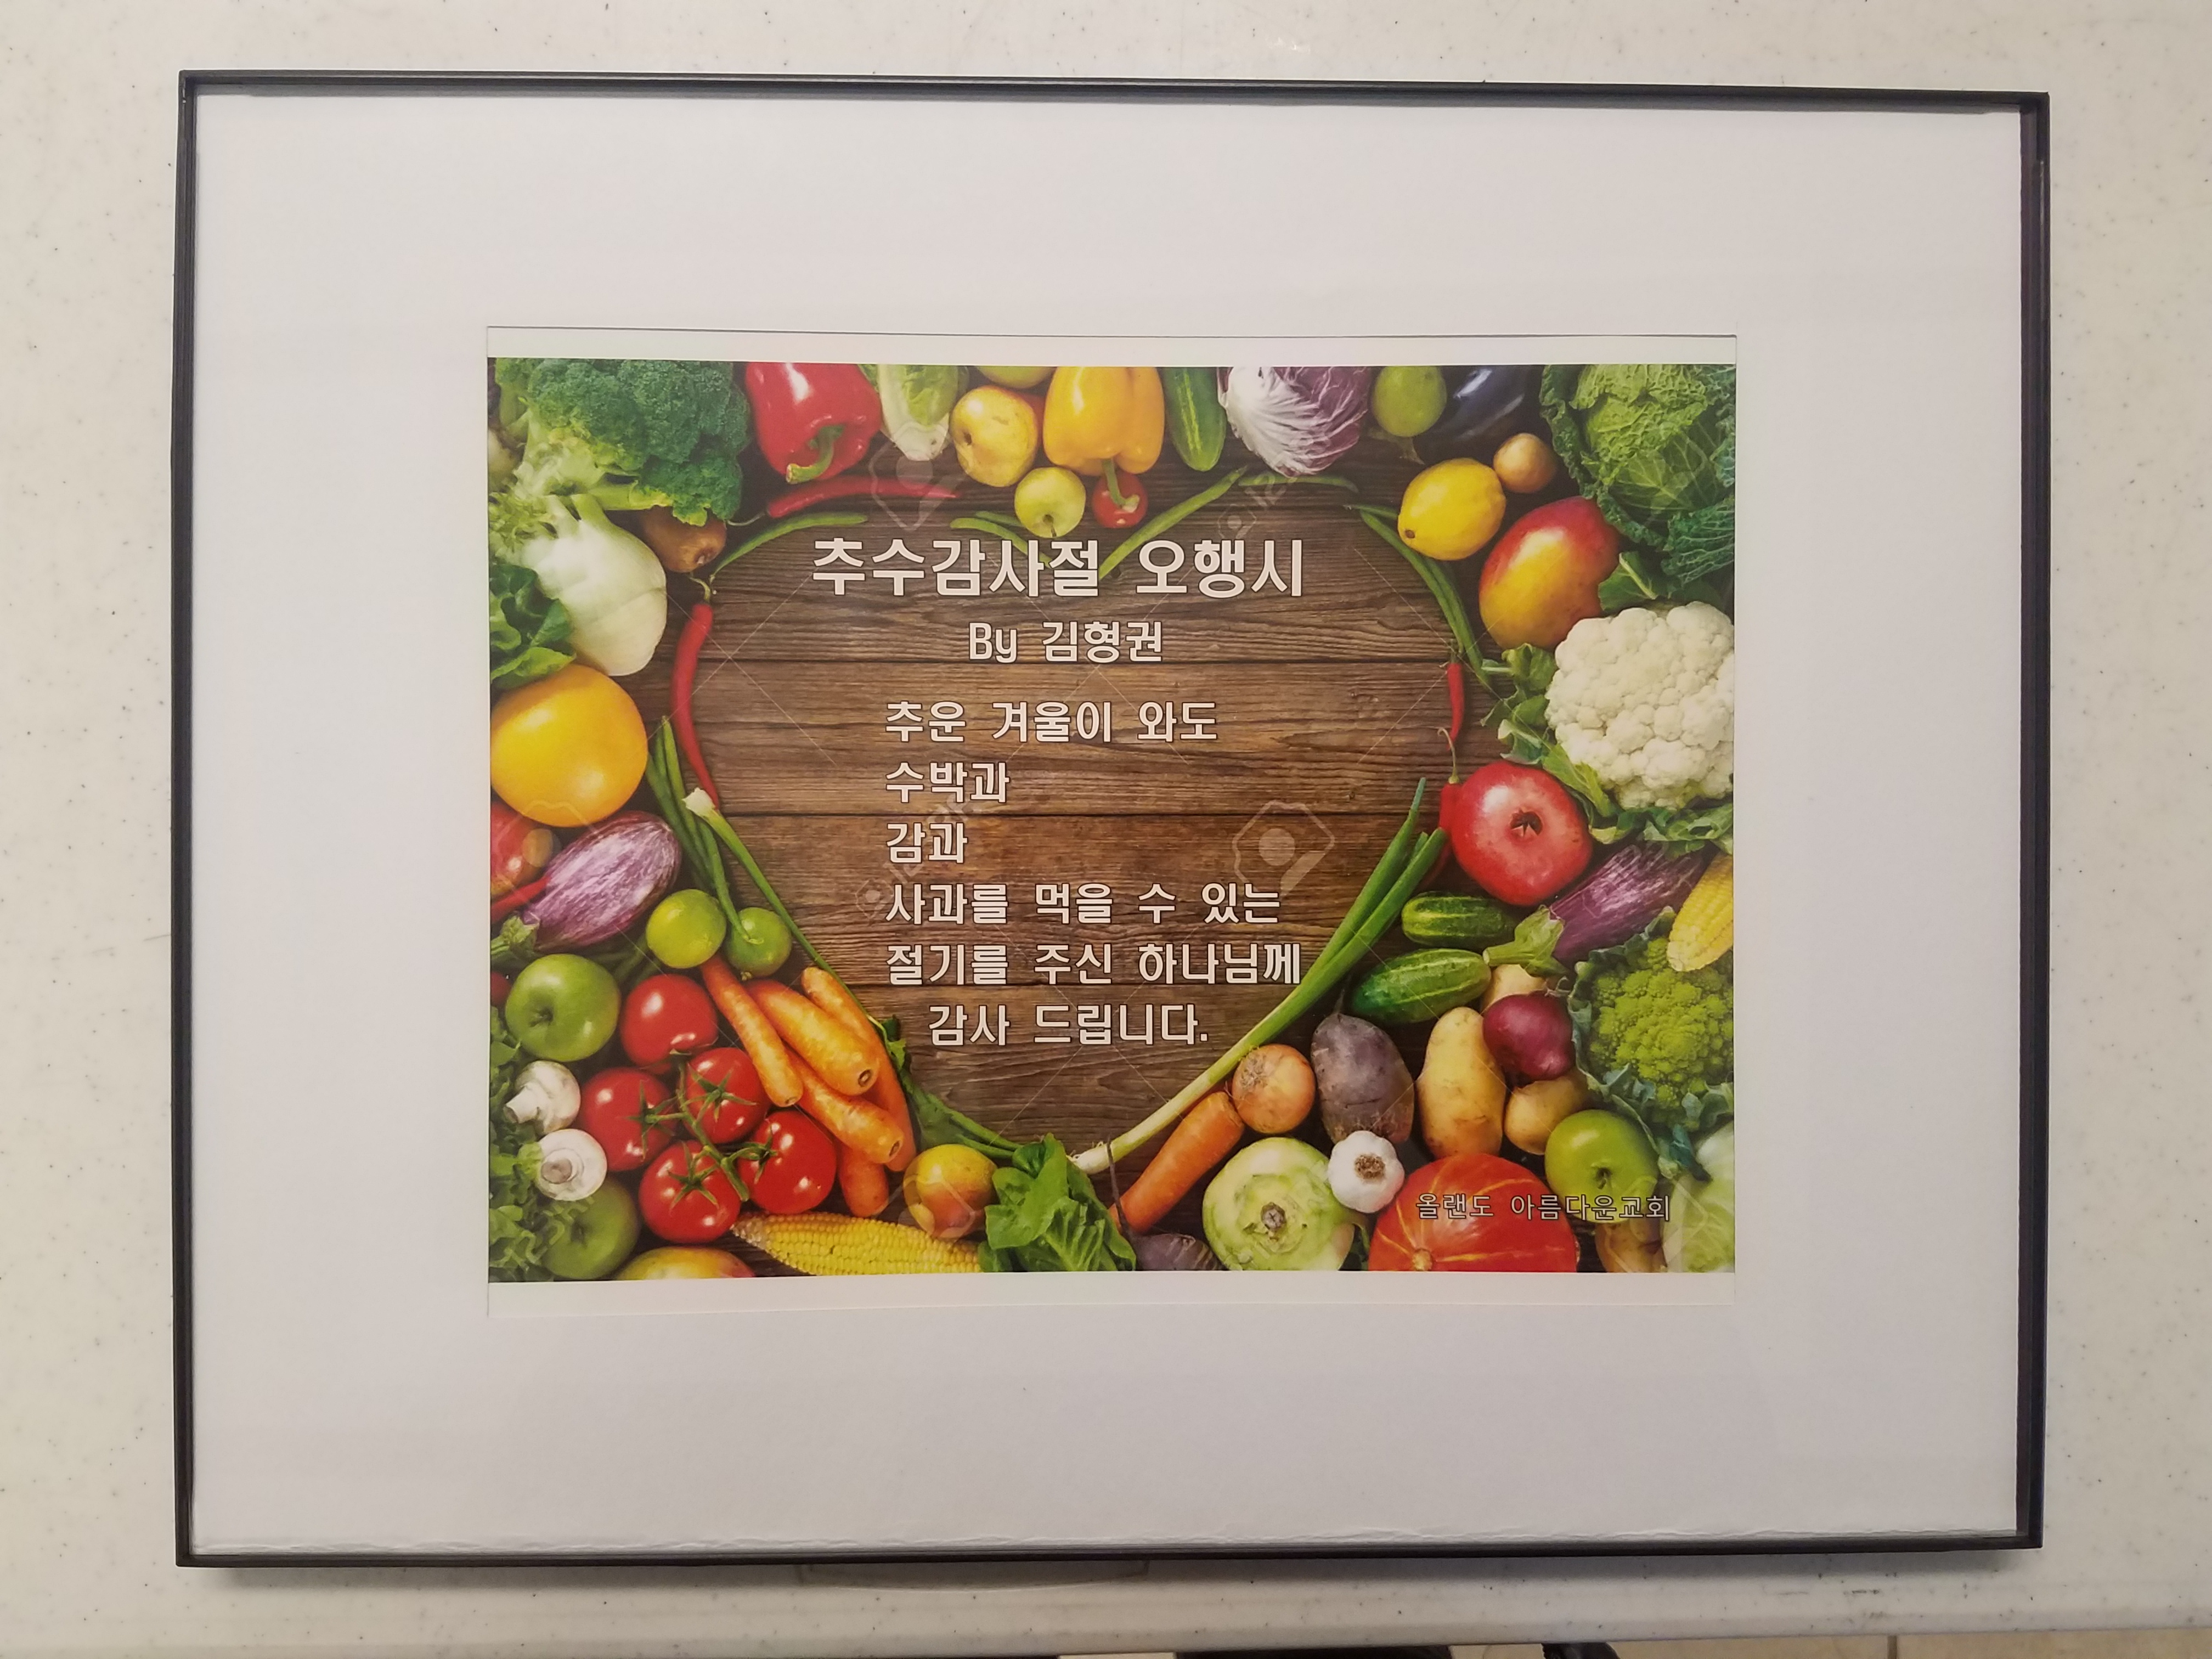 추수감사절 오행시
By 김형권
추운 겨울이 와도
수박과
감과
사과를 먹을 수 있는
절기를 주신 하나님께
감사 드립니다.
올랜도 아름다운교회